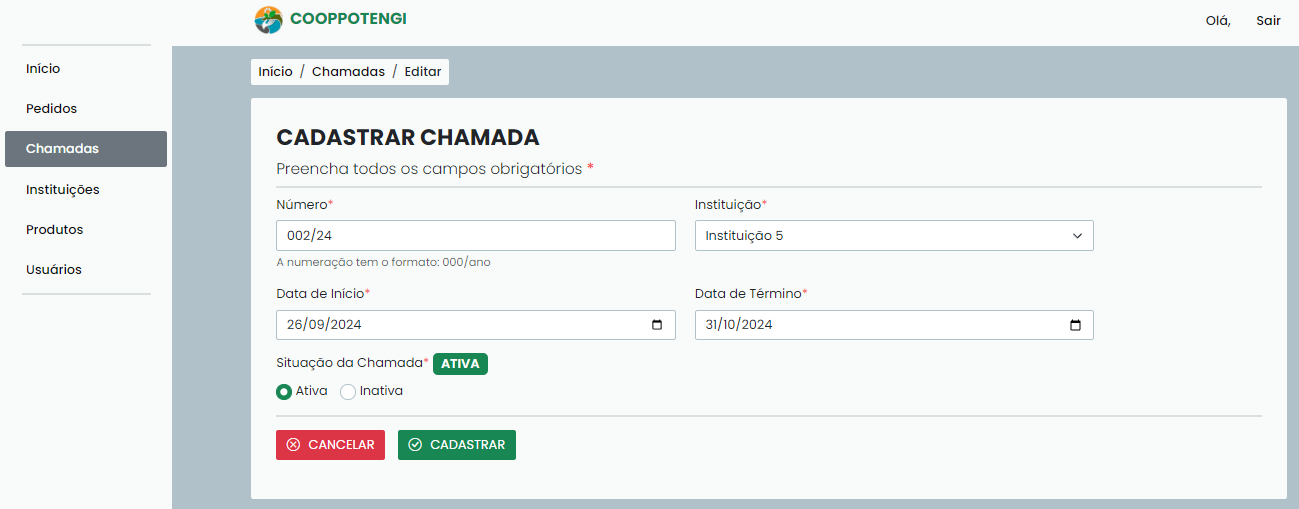 COOPPOTENGI
Olá, Sair
Início
Pedidos
Chamadas
Instituições
Produtos
Usuários
Início / Chamadas / Editar
CADASTRAR CHAMADA
Preencha todos os campos obrigatórios *
Número* Instituição*
002/24 Instituição 5
A numeração tem o formato: 000/ano
Data de Início* Data de Término*
26/09/2024 31/10/2024
Situação da Chamada* ATIVA
Ativa Inativa
CANCELAR CADASTRAR